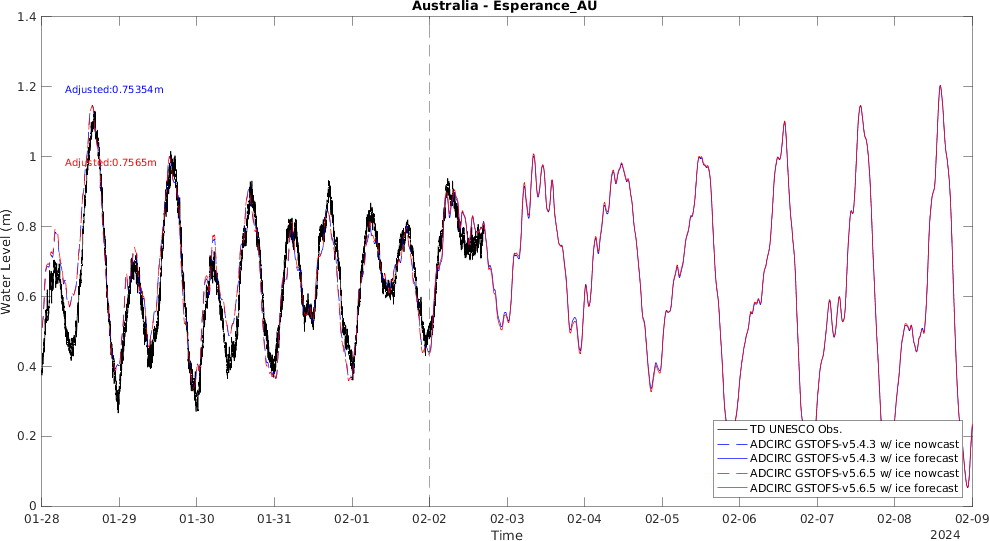 Australia - Esperance_AU
Water Level (m)
1.4
1.2
1
0.8
0.6
0.4
0.2
0
Adjusted:0.75354m
Adjusted:0.7565m
TD UNESCO Obs.
ADCIRC GSTOFS-v5.4.3 w/ ice nowcast
ADCIRC GSTOFS-v5.4.3 w/ ice forecast
ADCIRC GSTOFS-v5.6.5 w/ ice nowcast
ADCIRC GSTOFS-v5.6.5 w/ ice forecast
01-28 01-29 01-30 01-31 02-01 02-02 02-03 02-04 02-05 02-06 02-07 02-08 02-09
Time
2024